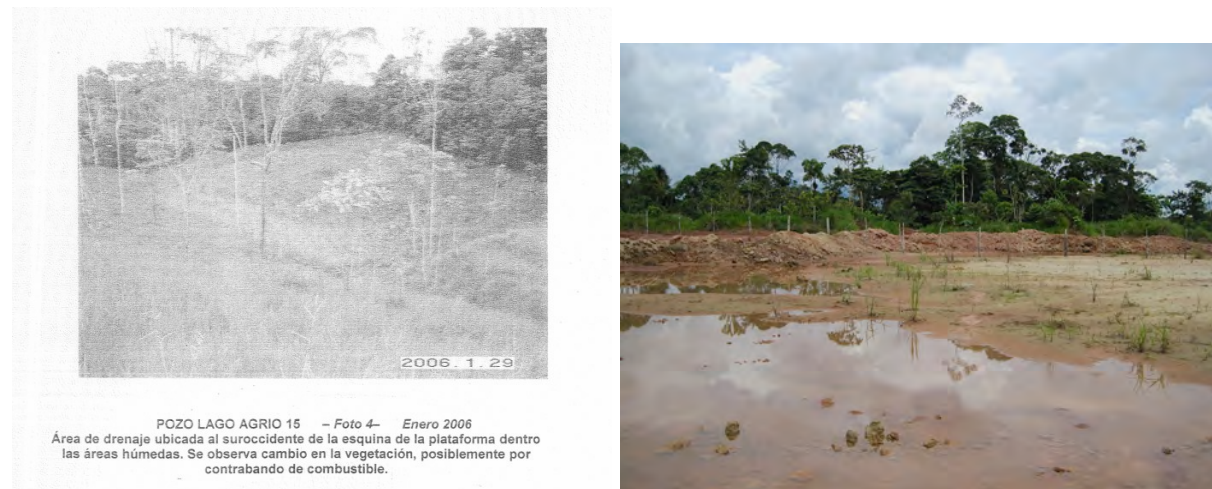 2006. 1. 29
POZO LAGO AGRIO 15 – Foto 4– Enero 2006
Área de drenaje ubicada al suroccidente de la esquina de la plataforma dentro
las áreas húmedas. Se observa cambio en la vegetación, posiblemente por
contrabando de combustible.